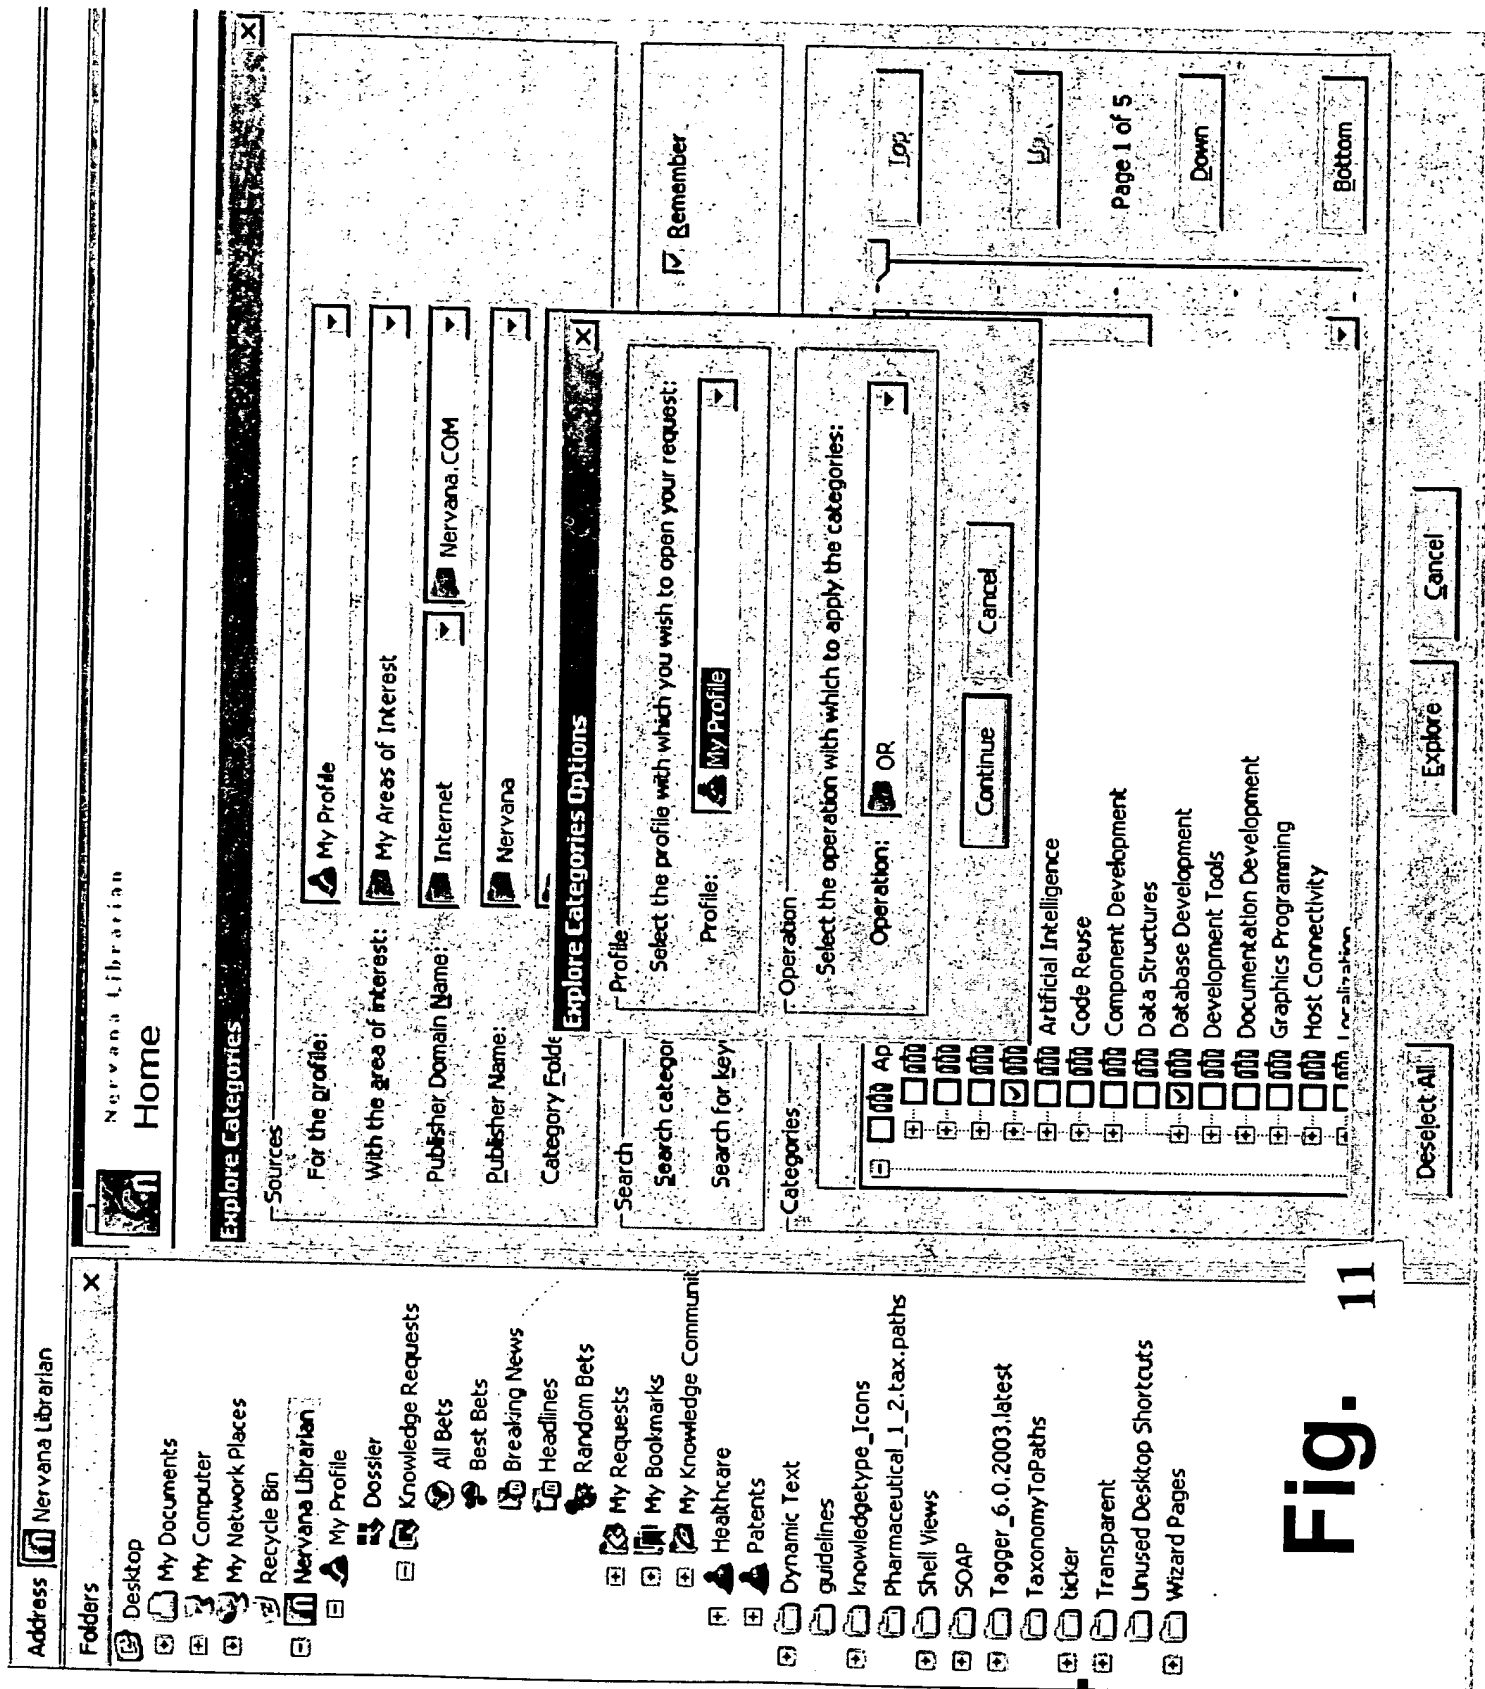 Address Nervana Librarian
Folders
Desktop
My Documents
My Computer
My Network Places
Recycle Bin
Nervana Librarian
My Profile
Dossier
Knowledge Requests
All Bets
Best Bets
Breaking News
Headlines
Random Bets
My Requests
My Bookmarks
My Knowledge Communit
Healthcare
Patents
Dynamic Text
guidelines
knowledgetype_Icons
Pharmaceutical_1_2.tax.paths
Shell Views
SOAP
Tagger_6.0.2003.latest
TaxonomyToPaths
ticker
Transparent
Unused Desktop Shortcuts
Wizard Pages
Nervana Librarian
Home
Explore Categories
Sources
For the profile: My Profile
With the area of interest: My Areas of Interest
Publisher Domain Name: Internet Nervana.COM
Publisher Name: Nervana
Category Folde
Search
Search categor
Search for keyw
Remember
Explore Categories Options
Profile
Select the profile with which you wish to open your request:
Profile: My Profile
Operation
Select the operation with which to apply the categories:
Operation: OR
Continue Cancel
Categories
Ap
Artificial Intelligence
Code Reuse
Component Development
Data Structures
Database Development
Development Tools
Documentation Development
Graphics Programming
Host Connectivity
Localization
Top
Up
Page 1 of 5
Down
Bottom
Deselect All Explore Cancel
Fig. 11